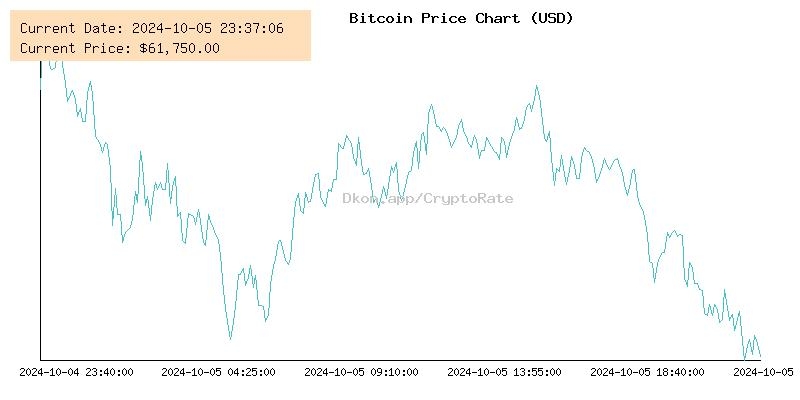 Bitcoin Price Chart (USD)
Current Date: 2024-10-05 23:37:06
Current Price: $61,750.00
Dkon.app/CryptoRate
2024-10-04 23:40:00 2024-10-05 04:25:00 2024-10-05 09:10:00 2024-10-05 13:55:00 2024-10-05 18:40:00 2024-10-05